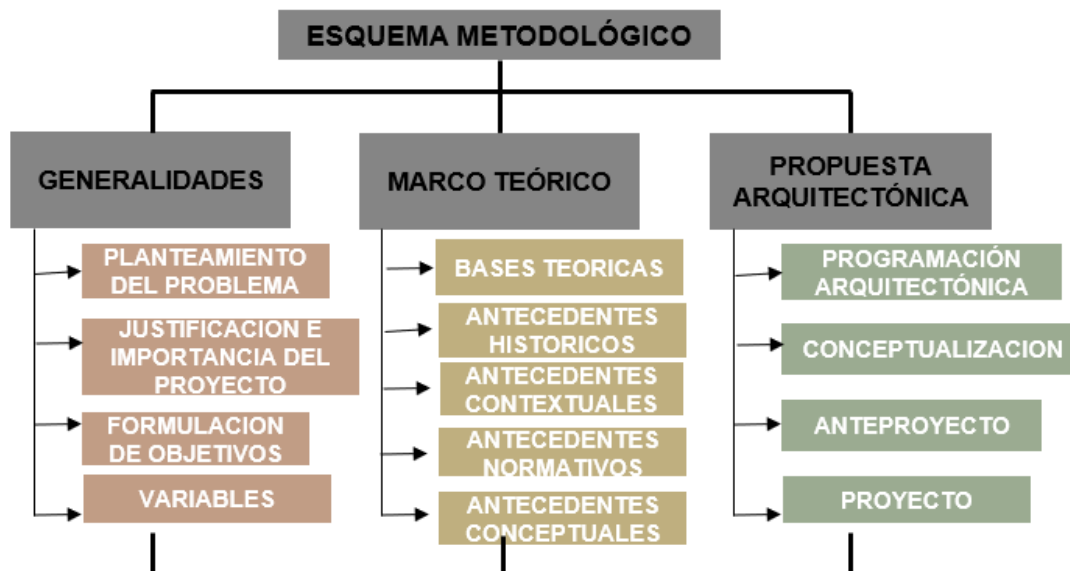 ESQUEMA METODOLÓGICO
GENERALIDADES
PLANTEAMIENTO
DEL PROBLEMA
JUSTIFICACION E
IMPORTANCIA DEL
PROYECTO
FORMULACION
DE OBJETIVOS
VARIABLES
MARCO TEÓRICO
BASES TEORICAS
ANTECEDENTES
HISTORICOS
ANTECEDENTES
CONTEXTUALES
ANTECEDENTES
NORMATIVOS
ANTECEDENTES
CONCEPTUALES
PROPUESTA
ARQUITECTÓNICA
PROGRAMACIÓN
ARQUITECTÓNICA
CONCEPTUALIZACION
ANTEPROYECTO
PROYECTO